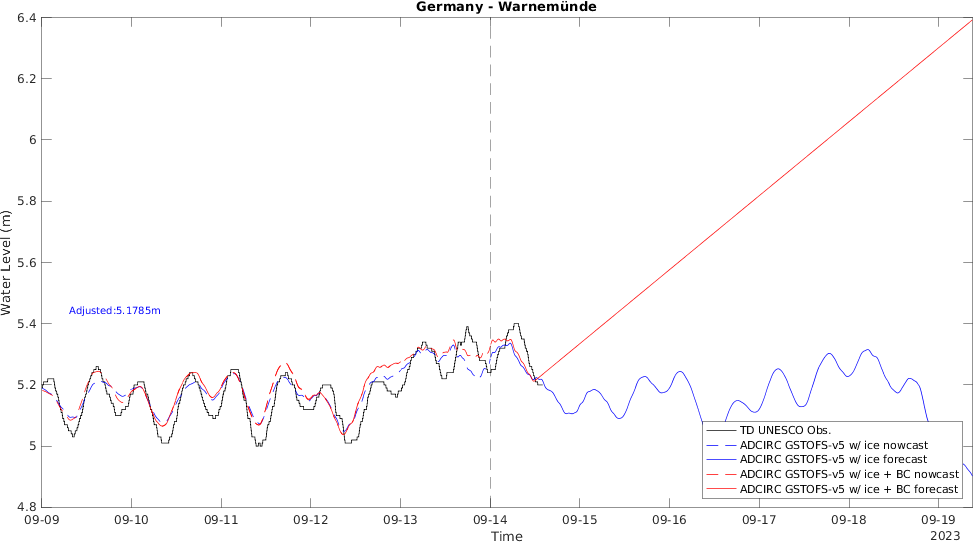 Germany - Warnemünde
6.4
6.2
6
5.8
5.6
5.4
5.2
5
4.8
Water Level (m)
Adjusted:5.1785m
TD UNESCO Obs.
ADCIRC GSTOFS-v5 w/ ice nowcast
ADCIRC GSTOFS-v5 w/ ice forecast
ADCIRC GSTOFS-v5 w/ ice + BC nowcast
ADCIRC GSTOFS-v5 w/ ice + BC forecast
09-09 09-10 09-11 09-12 09-13 09-14 09-15 09-16 09-17 09-18 09-19
Time
2023